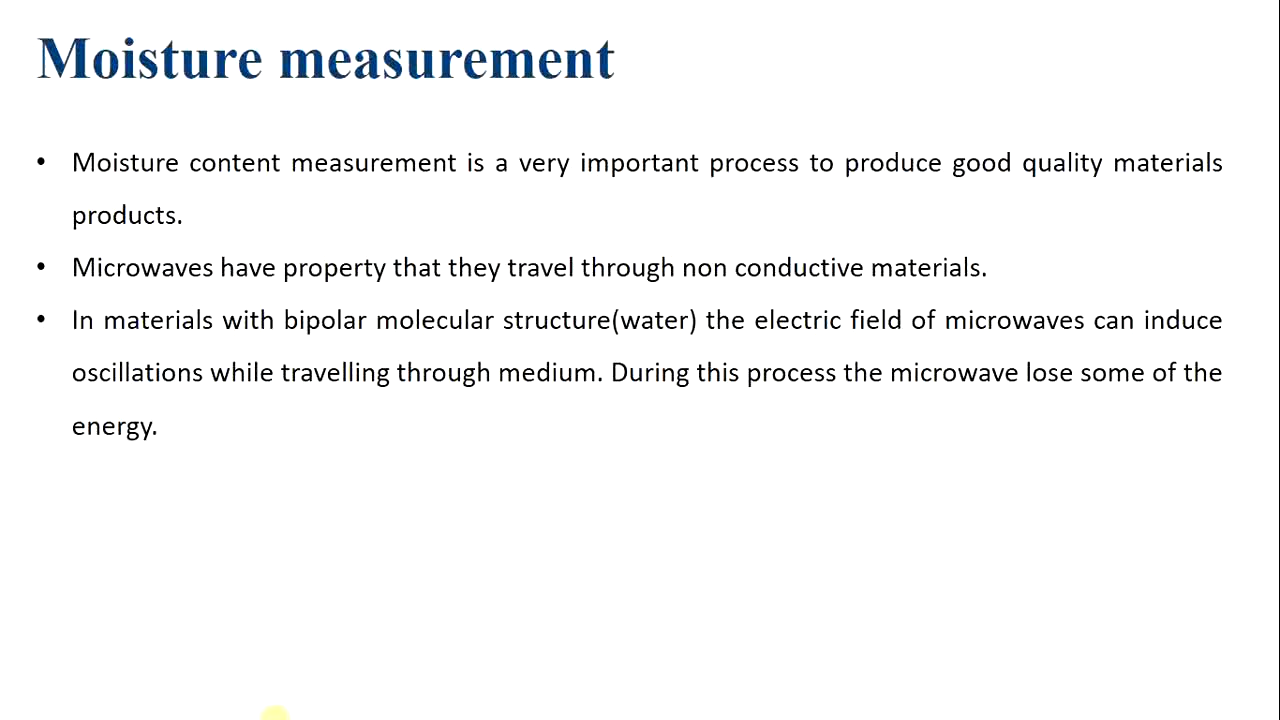 Moisture measurement
• Moisture content measurement is a very important process to produce good quality materials
products.
• Microwaves have property that they travel through non conductive materials.
• In materials with bipolar molecular structure(water) the electric field of microwaves can induce
oscillations while travelling through medium. During this process the microwave lose some of the
energy.